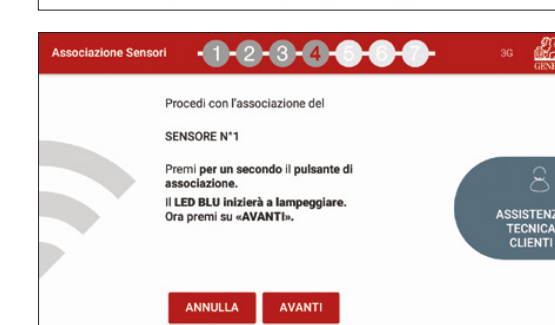 Associazione Sensori
1 2 3 4 5 6 7
3G
Procedi con l'associazione del
SENSORE N°1
Premi per un secondo il pulsante di
associazione.
Il LED BLU inizierà a lampeggiare.
Ora premi su «AVANTI».
TECNICA
CLIENTI
ANNULLA
AVANTI